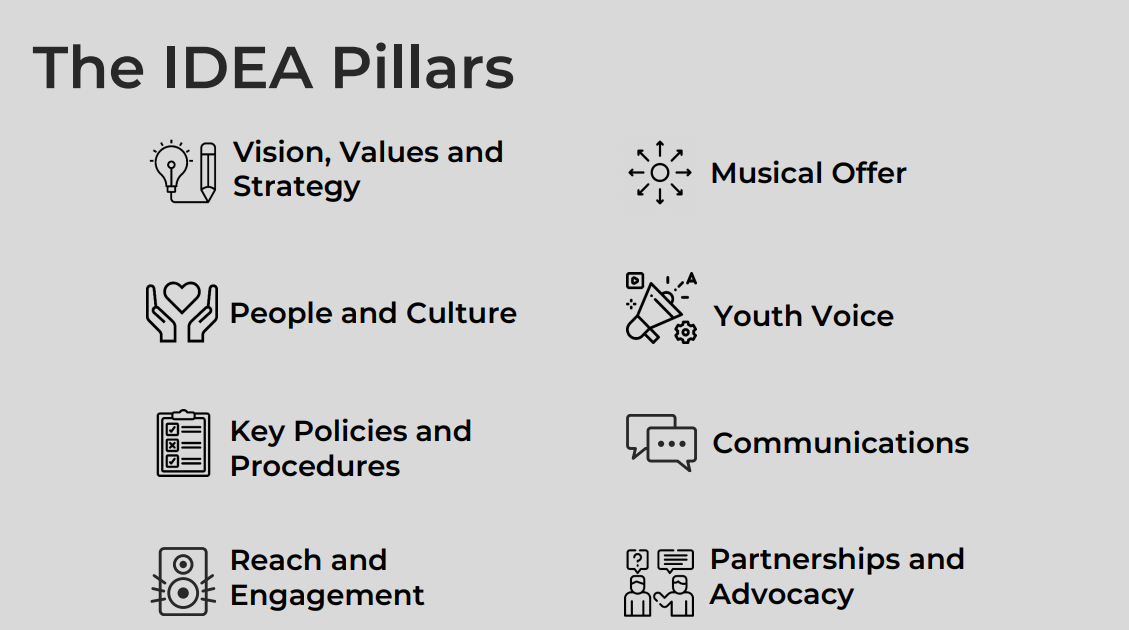 The IDEA Pillars
Vision, Values and
Strategy
Musical Offer
People and Culture
Youth Voice
Key Policies and
Procedures
Communications
Reach and
Engagement
Partnerships and
Advocacy
D
A
?